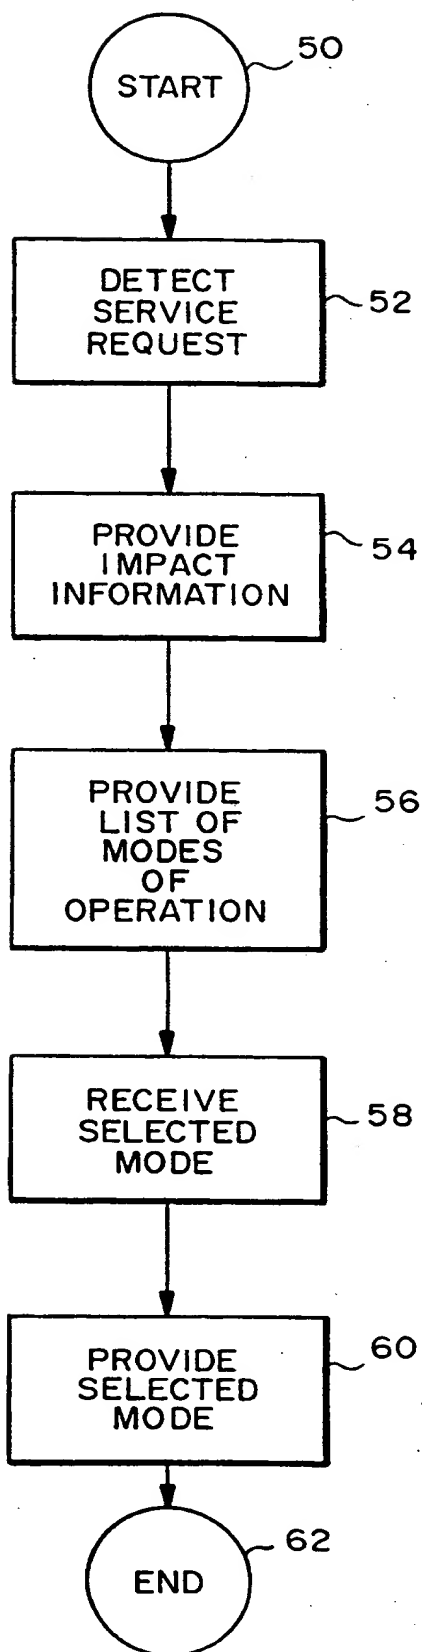 START
50
DETECT
SERVICE
REQUEST
52
PROVIDE
IMPACT
INFORMATION
54
PROVIDE
LIST OF
MODES
OF
OPERATION
56
RECEIVE
SELECTED
MODE
58
PROVIDE
SELECTED
MODE
60
END
62